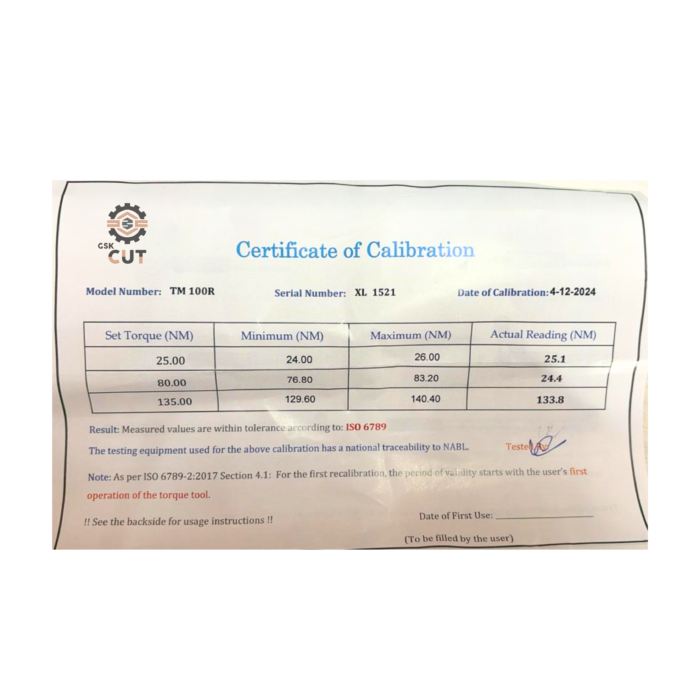 GSK
CUT
Certificate of Calibration
Model Number: TM 100R Serial Number: XL 1521 Date of Calibration: 4-12-2024
Set Torque (NM) Minimum (NM) Maximum (NM) Actual Reading (NM)
25.00 24.00 26.00 25.1
80.00 76.80 83.20 24.4
135.00 129.60 140.40 133.8
Result: Measured values are within tolerance according to: ISO 6789
The testing equipment used for the above calibration has a national traceability to NABL. Tested
Note: As per ISO 6789-2:2017 Section 4.1: For the first recalibration, the period of validity starts with the user's first
operation of the torque tool.
!! See the backside for usage instructions !! Date of First Use:
(To be filled by the user)